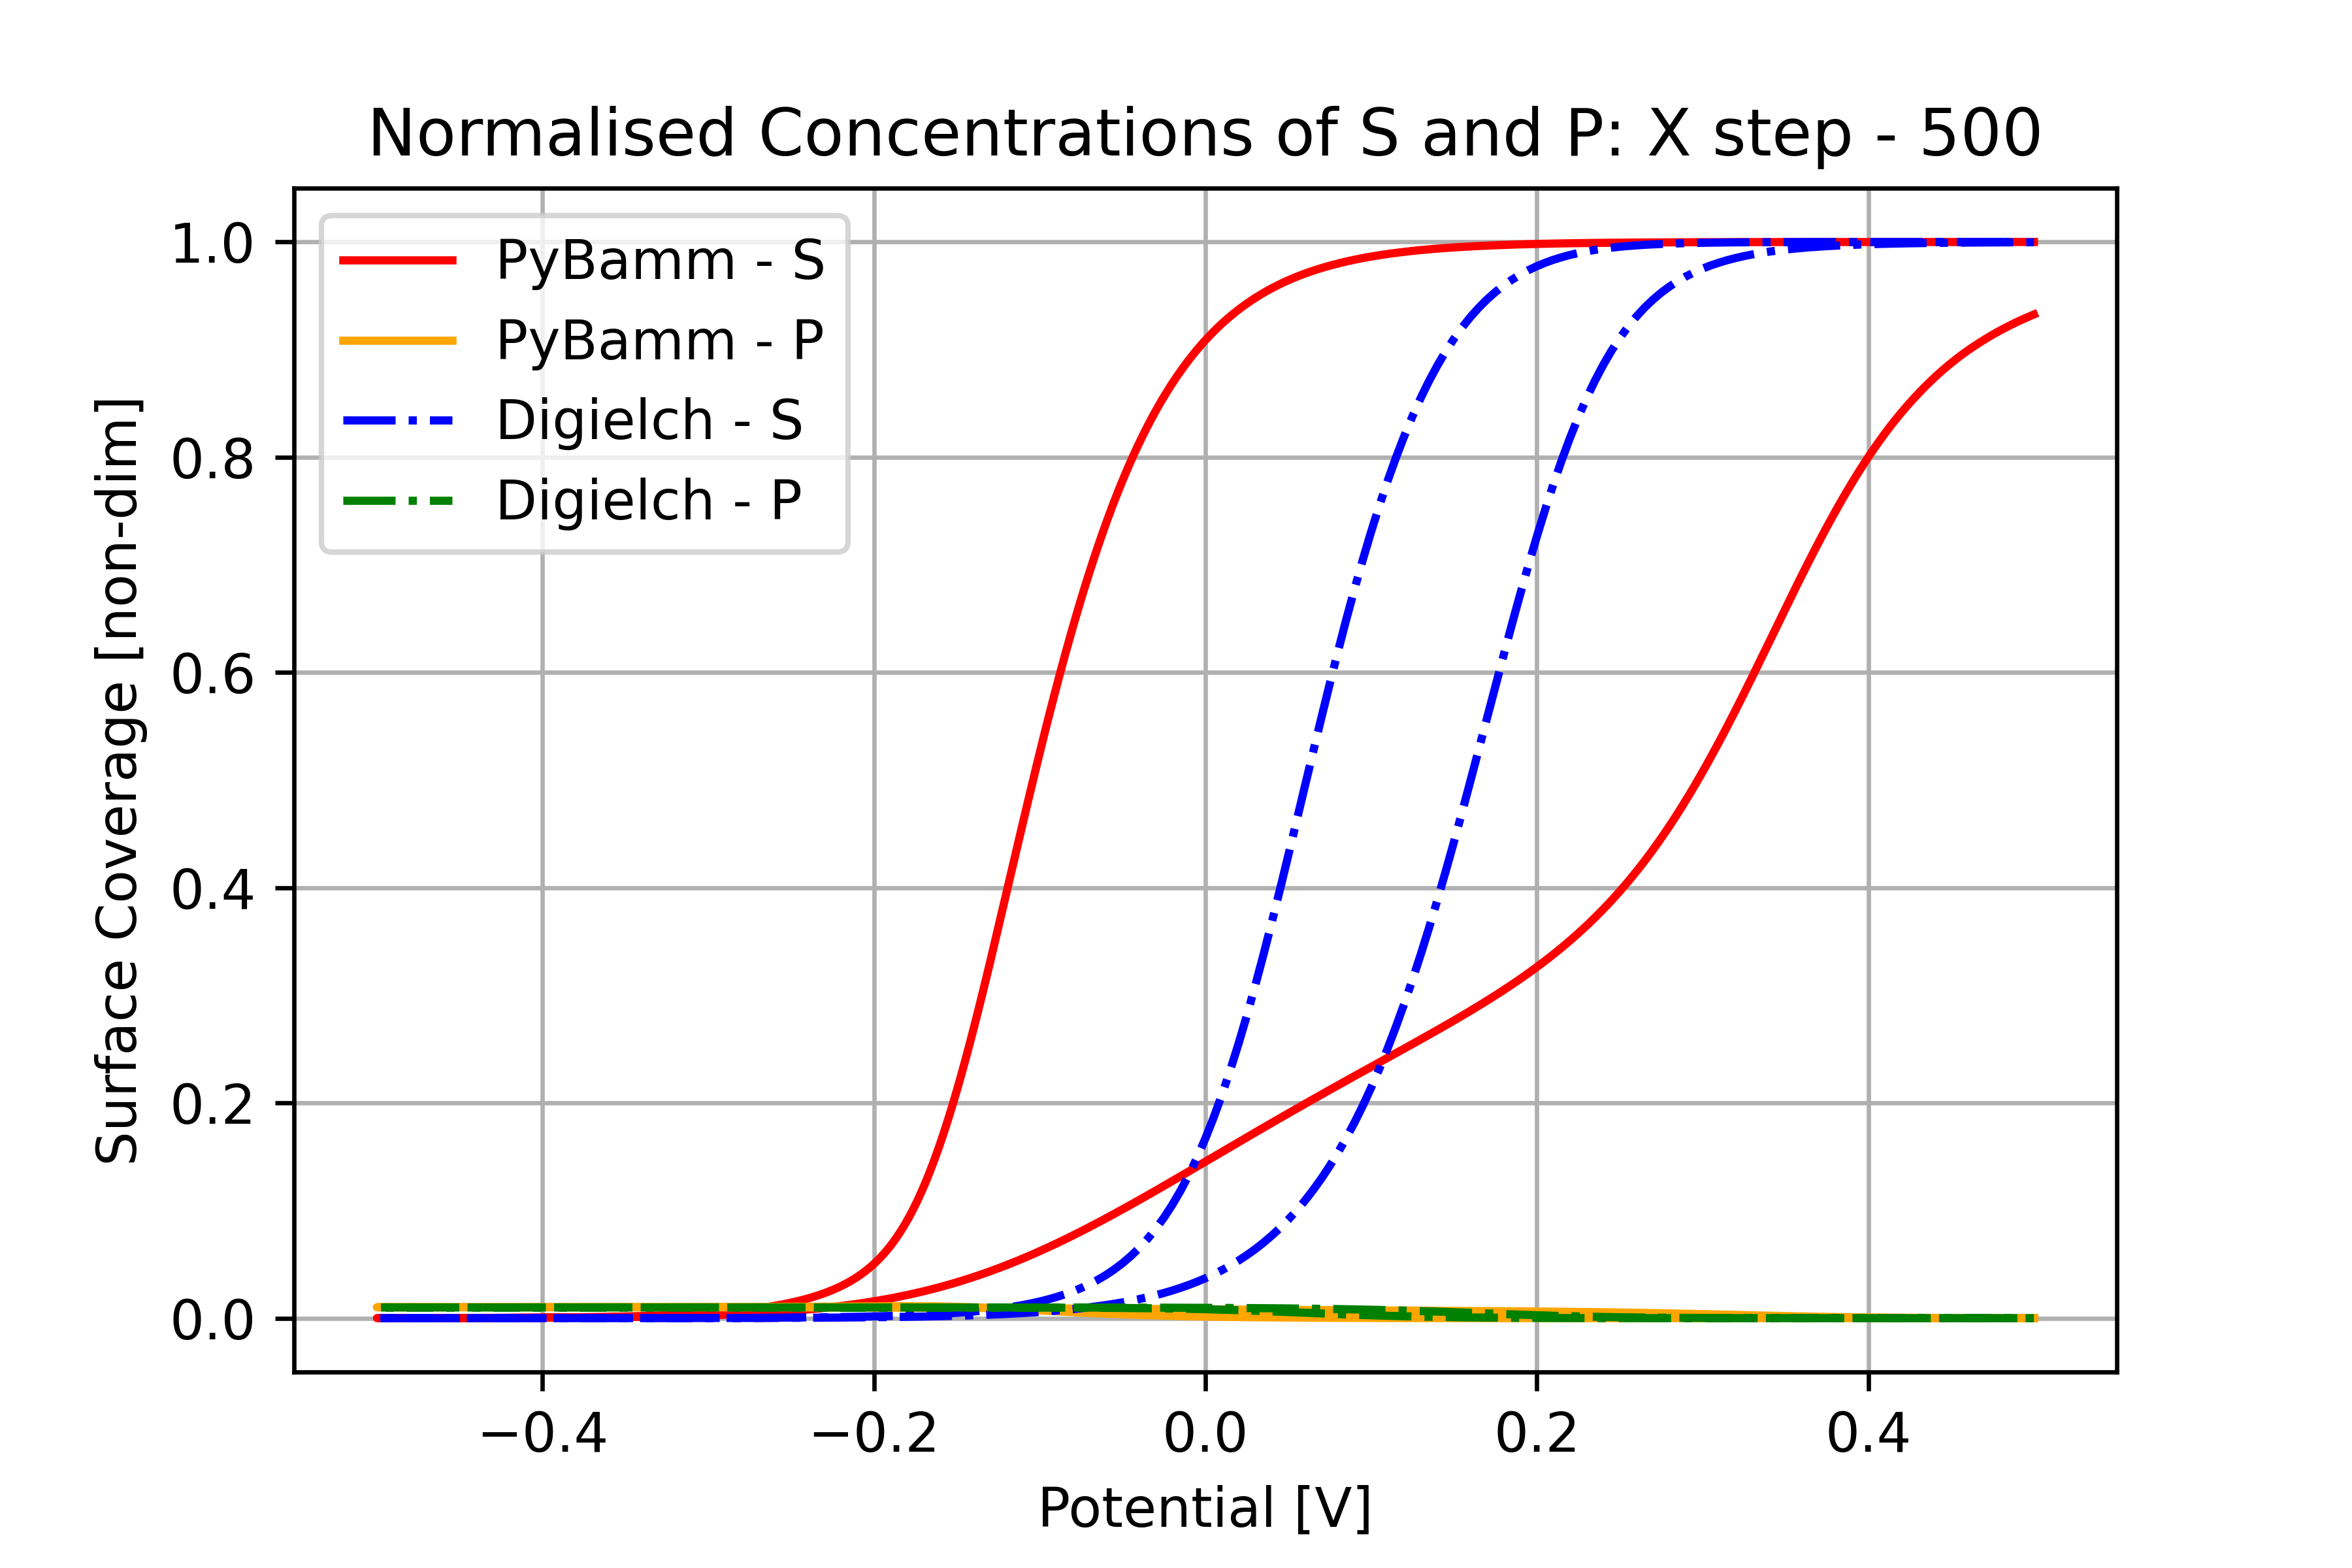 Normalised Concentrations of S and P: X step - 500
PyBamm - S
PyBamm - P
Digielch - S
Digielch - P
Surface Coverage [non-dim]
1.0
0.8
0.6
0.4
0.2
0.0
−0.4
−0.2
0.0
0.2
0.4
Potential [V]